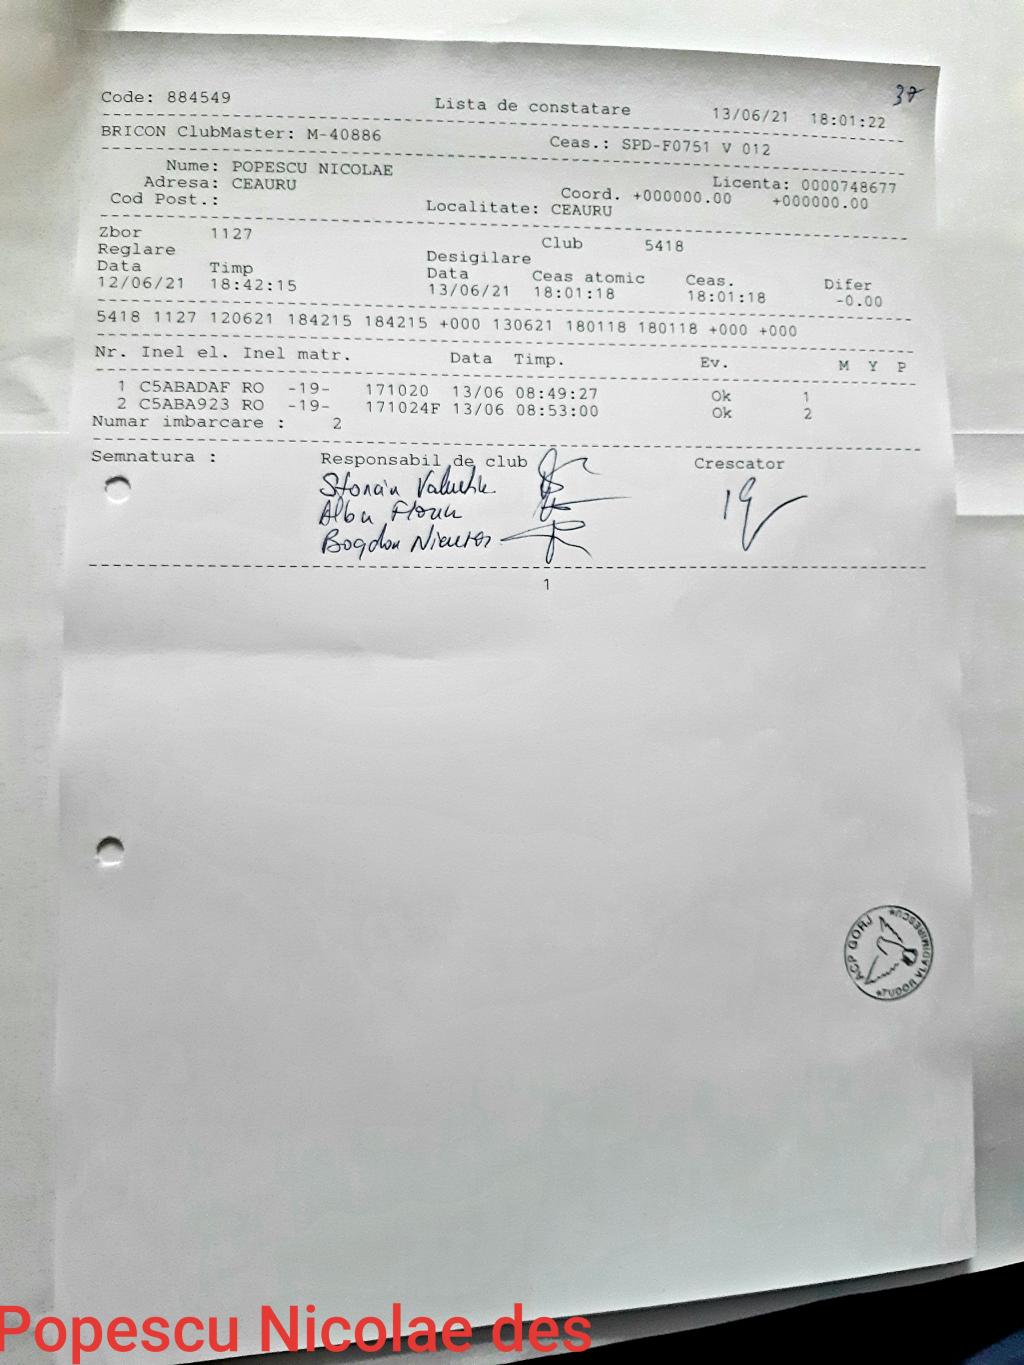 37
Code: 884549 Lista de constatare 13/06/21 18:01:22
BRICON ClubMaster: M-40886 Ceas.: SPD-F0751 V 012
Nume: POPESCU NICOLAE Licenta: 0000748677
Adresa: CEAURU Coord. +000000.00 +000000.00
Cod Post.: Localitate: CEAURU
Zbor 1127 Club 5418
Reglare Desigilare
Data Timp Data Ceas atomic Ceas. Difer
12/06/21 18:42:15 13/06/21 18:01:18 18:01:18 -0.00
5418 1127 120621 184215 184215 +000 130621 180118 180118 +000 +000
Nr. Inel el. Inel matr. Data Timp. Ev. M Y P
1 C5ABADAF RO -19- 171020 13/06 08:49:27 Ok 1
2 C5ABA923 RO -19- 171024F 13/06 08:53:00 Ok 2
Numar imbarcare : 2
Semnatura : Responsabil de club Crescator
Albu
Bogdan
1
ACP GORJ
*TUDOR VLADIMIRESCU*
Popescu Nicolae des